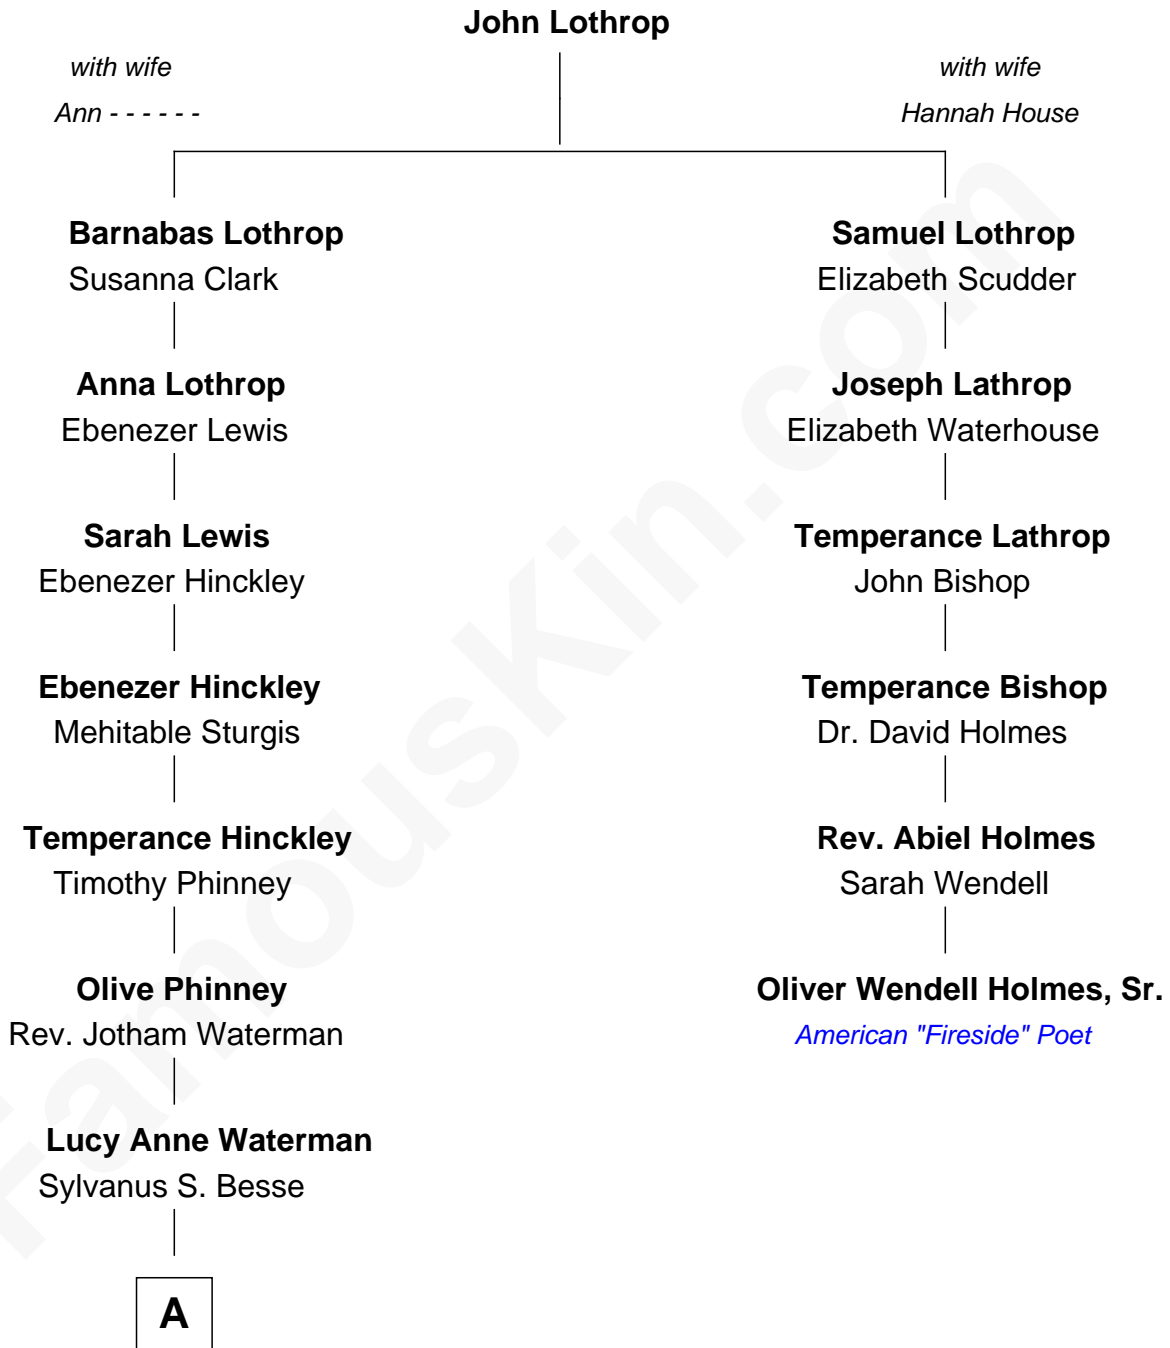 John Lothrop
with wife
Ann - - - - - -
with wife
Hannah House
Barnabas Lothrop
Susanna Clark
Samuel Lothrop
Elizabeth Scudder
Anna Lothrop
Ebenezer Lewis
Joseph Lathrop
Elizabeth Waterhouse
Sarah Lewis
Ebenezer Hinckley
Temperance Lathrop
John Bishop
Ebenezer Hinckley
Mehitable Sturgis
Temperance Bishop
Dr. David Holmes
Temperance Hinckley
Timothy Phinney
Rev. Abiel Holmes
Sarah Wendell
Olive Phinney
Rev. Jotham Waterman
Oliver Wendell Holmes, Sr.
American "Fireside" Poet
Lucy Anne Waterman
Sylvanus S. Besse
A
FamousKin.com